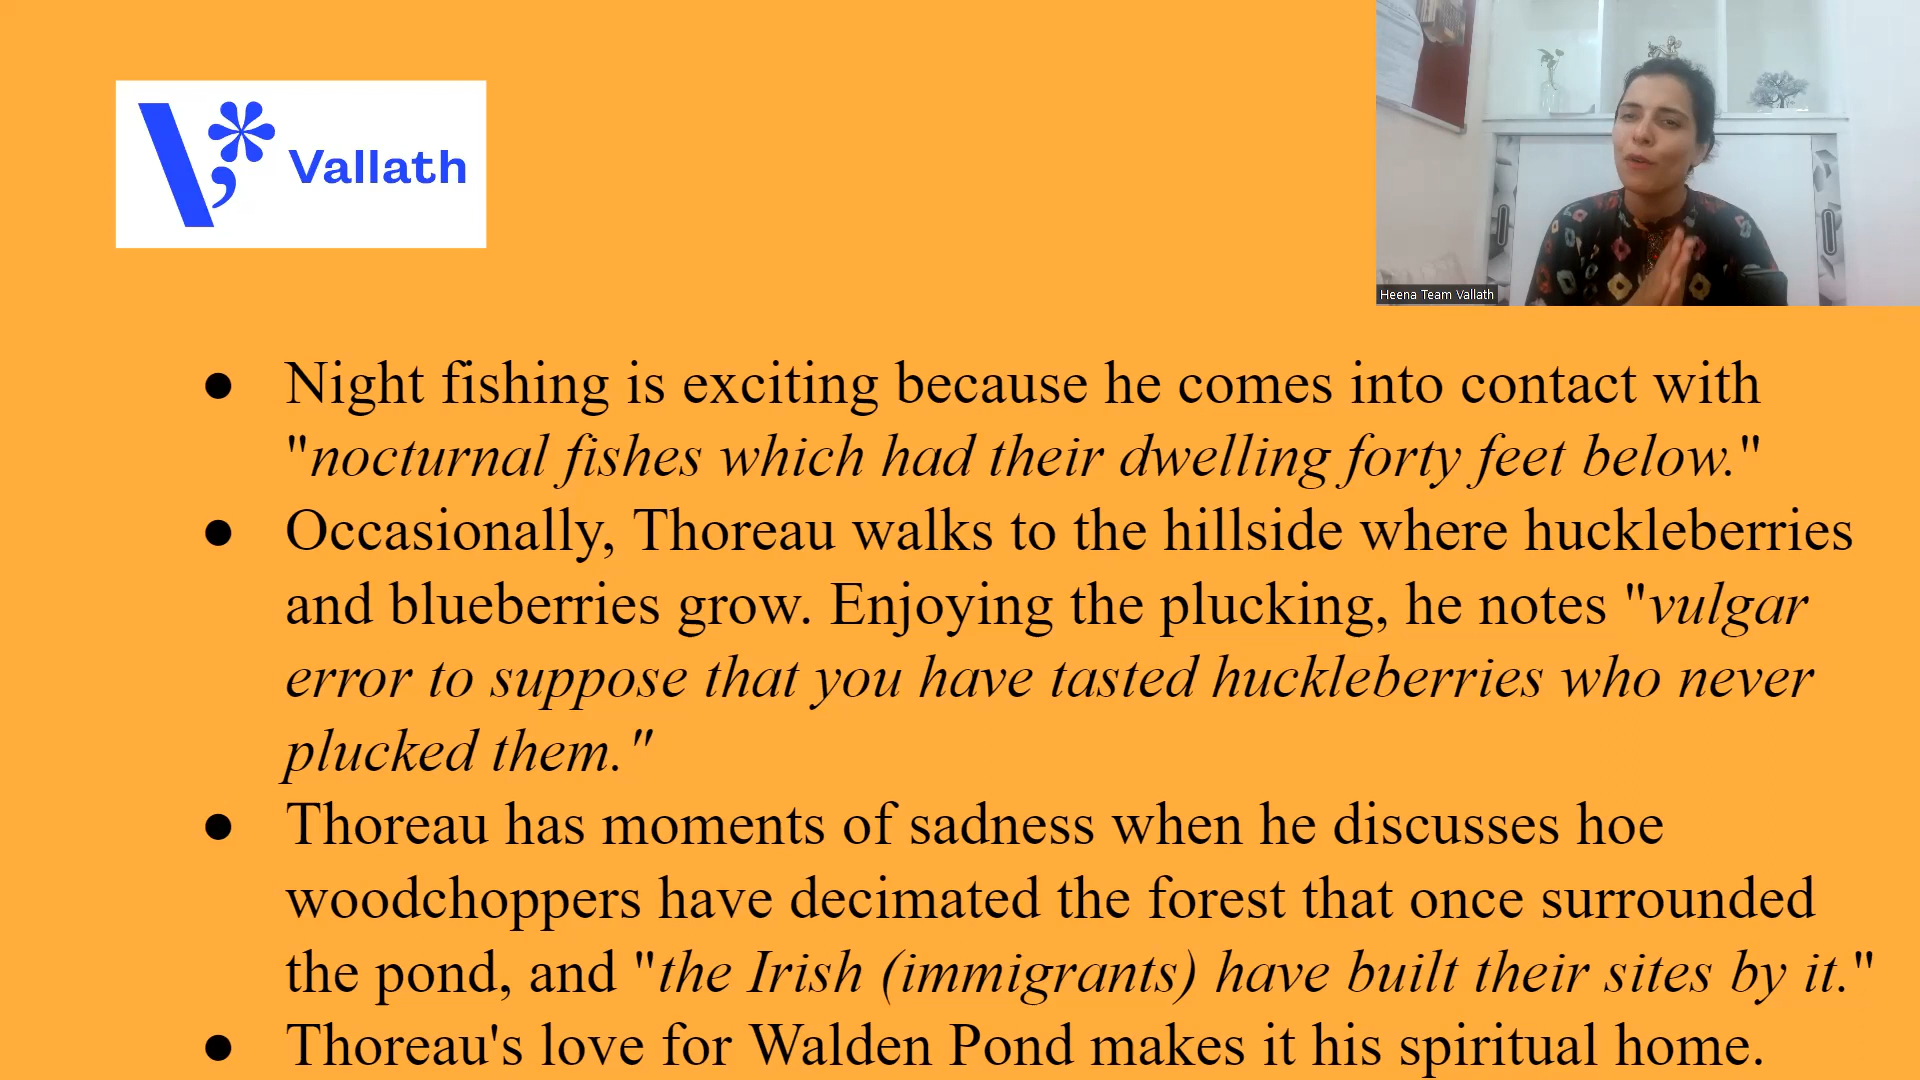 Vallath
Heena Team Vallath
● Night fishing is exciting because he comes into contact with
"nocturnal fishes which had their dwelling forty feet below."
● Occasionally, Thoreau walks to the hillside where huckleberries
and blueberries grow. Enjoying the plucking, he notes "vulgar
error to suppose that you have tasted huckleberries who never
plucked them."
● Thoreau has moments of sadness when he discusses hoe
woodchoppers have decimated the forest that once surrounded
the pond, and "the Irish (immigrants) have built their sites by it."
● Thoreau's love for Walden Pond makes it his spiritual home.